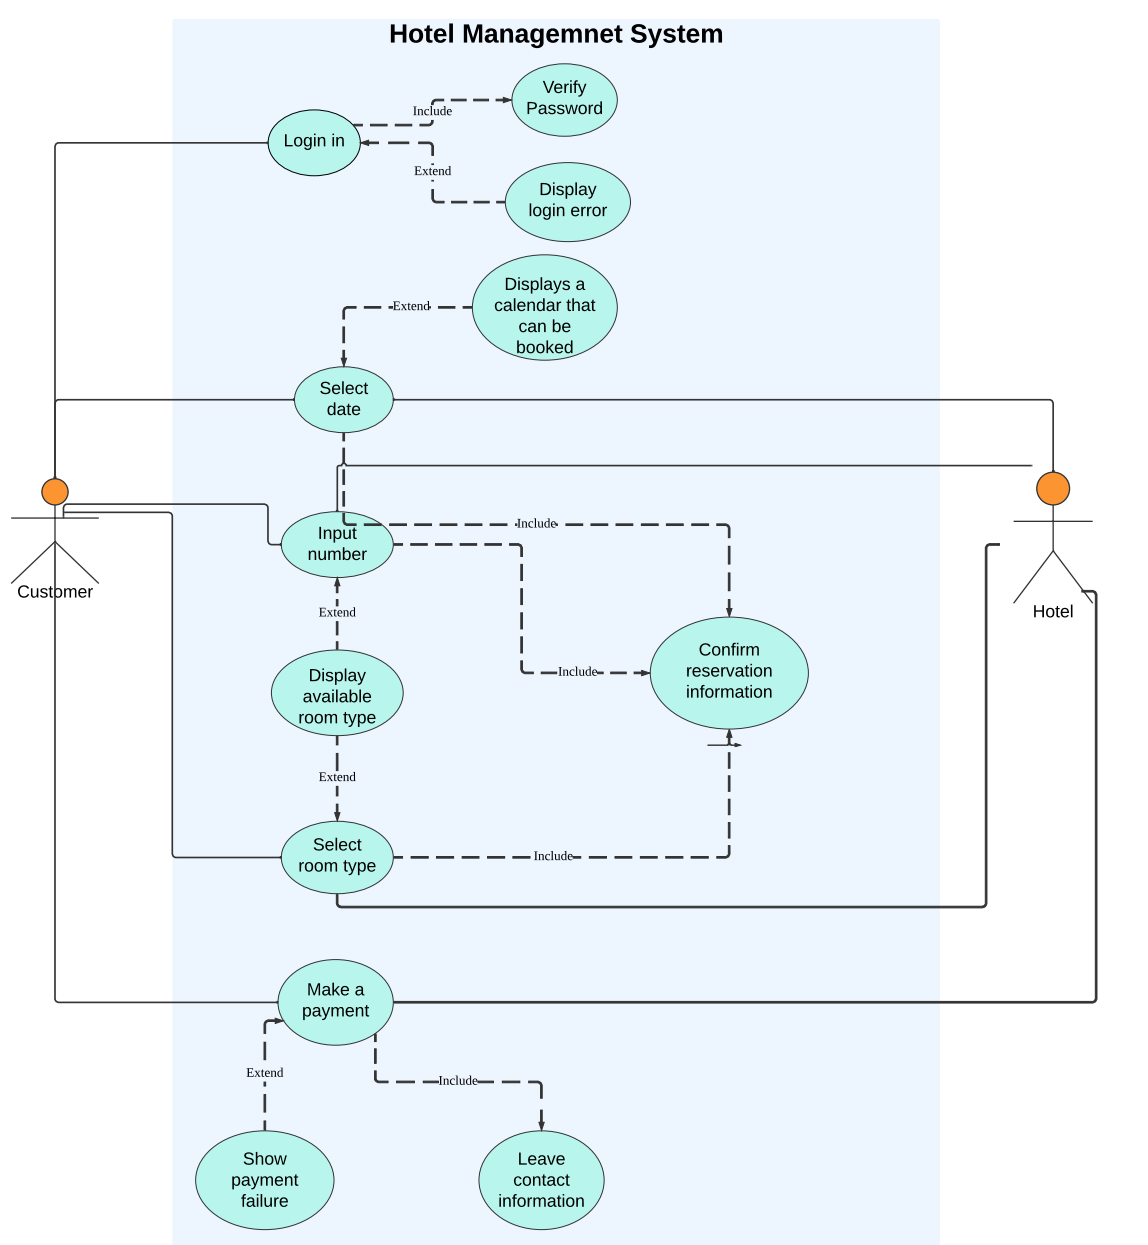 Hotel Managemnet System
Verify
Password
Include
Login in
Extend
Display
login error
Displays a
calendar that
can be
booked
Extend
Select
date
Include
Input
number
Customer
Hotel
Extend
Confirm
reservation
information
Include
Display
available
room type
Extend
Select
room type
Include
Make a
payment
Extend
Include
Show
payment
failure
Leave
contact
information